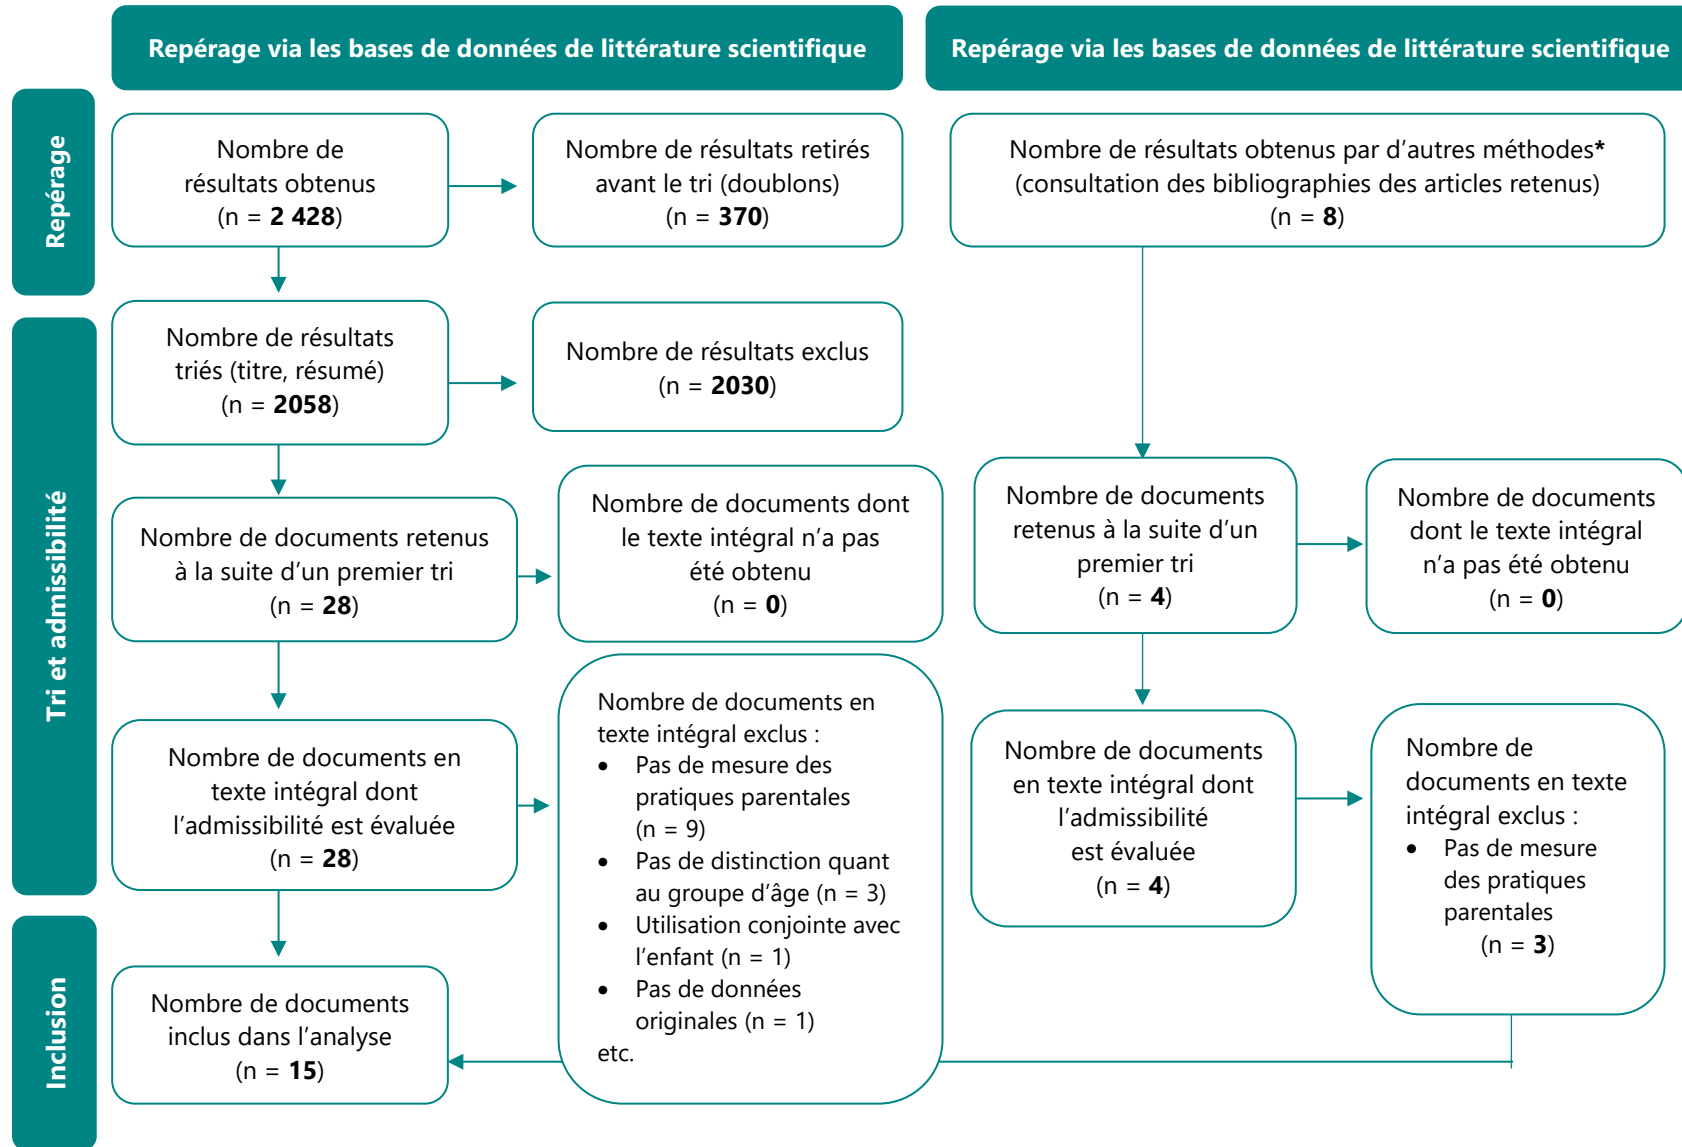 Repérage via les bases de données de littérature scientifique
Repérage via les bases de données de littérature scientifique
Repérage
Nombre de
résultats obtenus
(n = 2 428)
Nombre de résultats retirés
avant le tri (doublons)
(n = 370)
Nombre de résultats obtenus par d'autres méthodes*
(consultation des bibliographies des articles retenus)
(n = 8)
Tri et admissibilité
Nombre de résultats
triés (titre, résumé)
(n = 2058)
Nombre de résultats exclus
(n = 2030)
Nombre de documents retenus
à la suite d'un premier tri
(n = 28)
Nombre de documents dont
le texte intégral n'a pas
été obtenu
(n = 0)
Nombre de documents
retenus à la suite d'un
premier tri
(n = 4)
Nombre de documents
dont le texte intégral
n'a pas été obtenu
(n = 0)
Nombre de documents en
texte intégral dont
l'admissibilité est évaluée
(n = 28)
Nombre de documents en
texte intégral exclus :
• Pas de mesure des
pratiques parentales
(n = 9)
• Pas de distinction quant
au groupe d'âge (n = 3)
• Utilisation conjointe avec
l'enfant (n = 1)
• Pas de données
originales (n = 1)
etc.
Nombre de documents
en texte intégral dont
l'admissibilité
est évaluée
(n = 4)
Nombre de
documents en texte
intégral exclus :
• Pas de mesure
des pratiques
parentales
(n = 3)
Inclusion
Nombre de documents
inclus dans l'analyse
(n = 15)